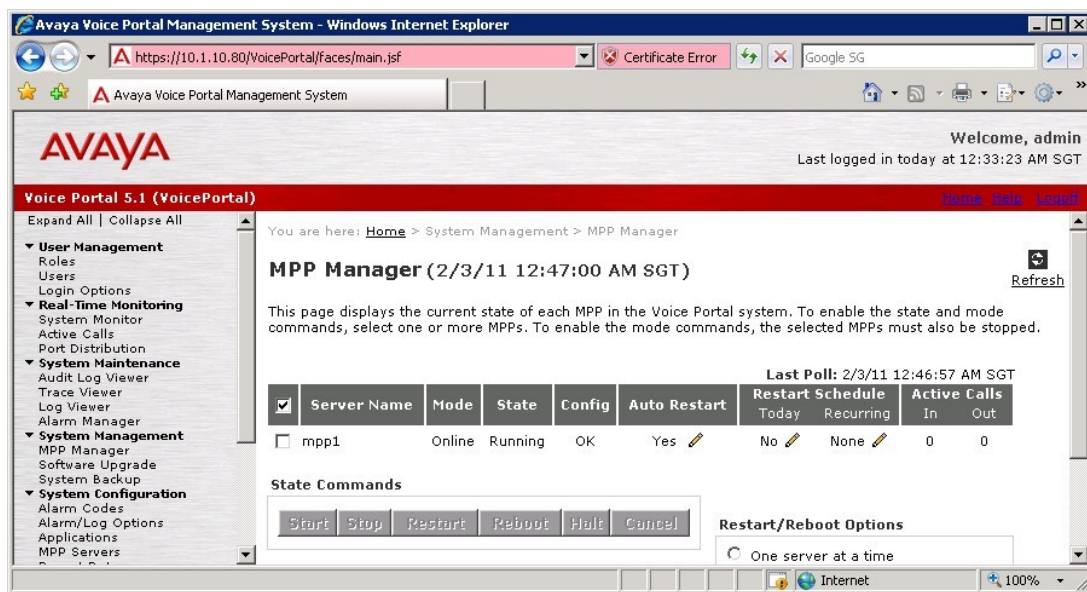 Avaya Voice Portal Management System - Windows Internet Explorer
https://10.1.10.80/VoicePortal/faces/main.jsf
Certificate Error
Google SG
Avaya Voice Portal Management System
AVAYA
Welcome, admin
Last logged in today at 12:33:23 AM SGT
Voice Portal 5.1 (VoicePortal)
Home Help Logoff
Expand All | Collapse All
User Management
Roles
Users
Login Options
Real-Time Monitoring
System Monitor
Active Calls
Port Distribution
System Maintenance
Audit Log Viewer
Trace Viewer
Log Viewer
Alarm Manager
System Management
MPP Manager
Software Upgrade
System Backup
System Configuration
Alarm Codes
Alarm/Log Options
Applications
MPP Servers
You are here: Home > System Management > MPP Manager
MPP Manager (2/3/11 12:47:00 AM SGT)
Refresh
This page displays the current state of each MPP in the Voice Portal system. To enable the state and mode
commands, select one or more MPPs. To enable the mode commands, the selected MPPs must also be stopped.
Last Poll: 2/3/11 12:46:57 AM SGT
Server Name Mode State Config Auto Restart Restart Schedule Active Calls
Today Recurring In Out
mpp1 Online Running OK Yes No None 0 0
State Commands
Start Stop Restart Reboot Halt Cancel
Restart/Reboot Options
One server at a time
Internet
100%